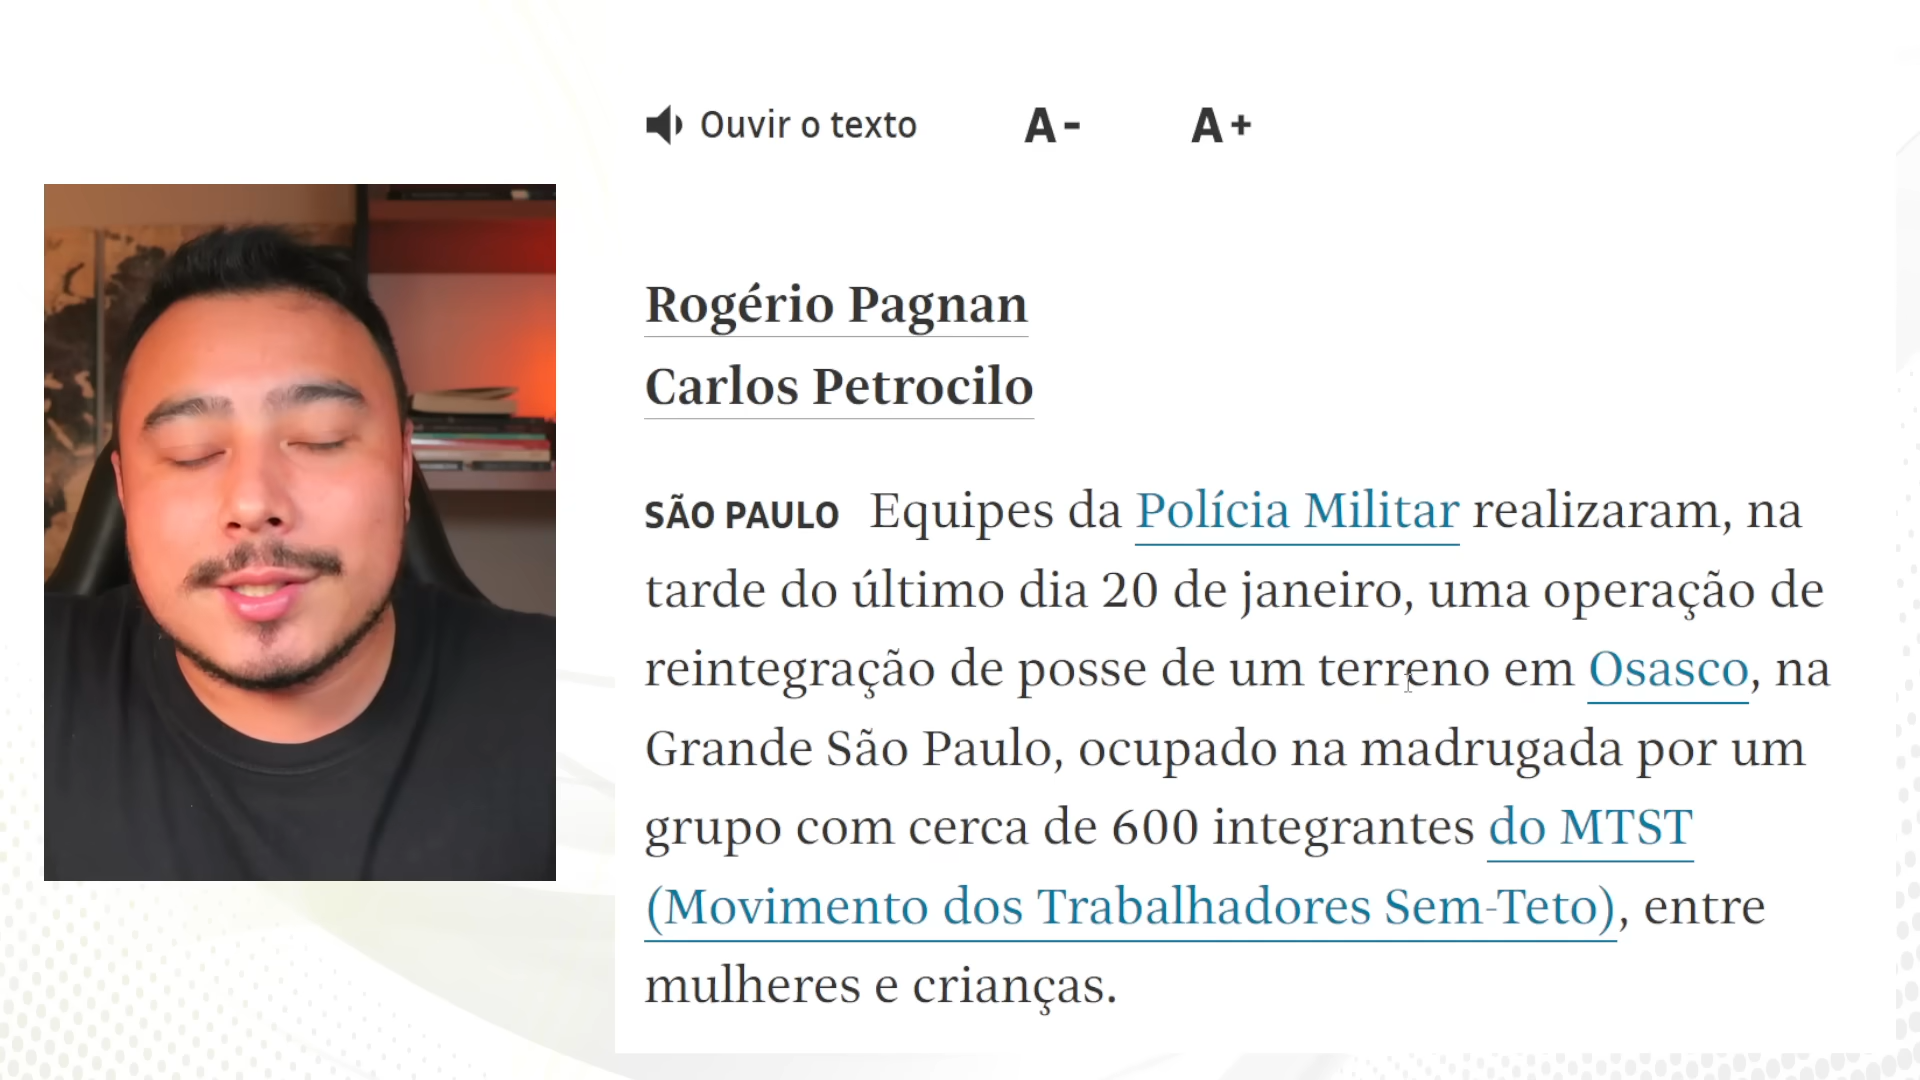 Ouvir o texto A- A+
Rogério Pagnan
Carlos Petrocilo
SÃO PAULO Equipes da Polícia Militar realizaram, na
tarde do último dia 20 de janeiro, uma operação de
reintegração de posse de um terreno em Osasco, na
Grande São Paulo, ocupado na madrugada por um
grupo com cerca de 600 integrantes do MTST
(Movimento dos Trabalhadores Sem-Teto), entre
mulheres e crianças.